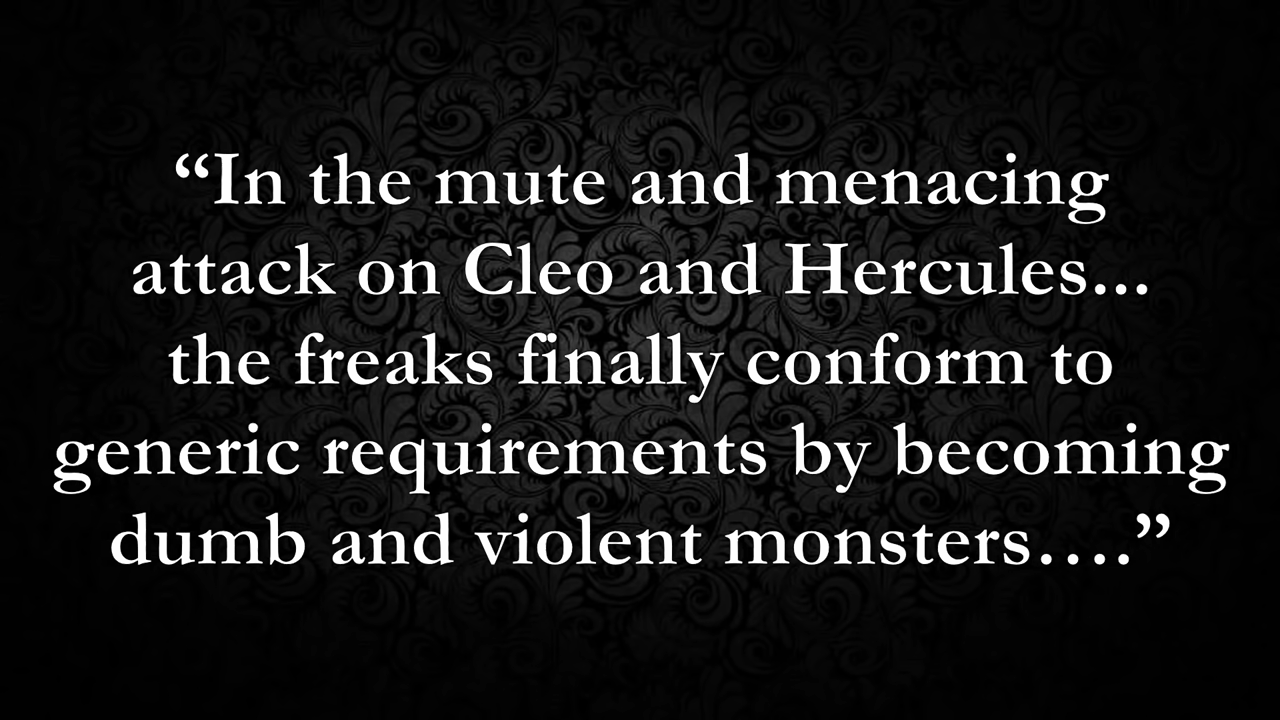 “In the mute and menacing
attack on Cleo and Hercules...
the freaks finally conform to
generic requirements by becoming
dumb and violent monsters….”